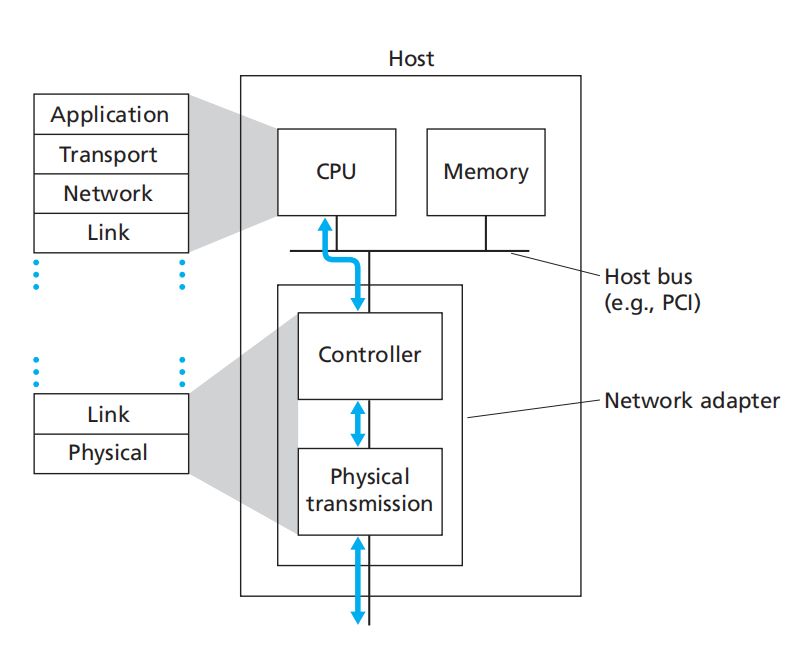 Host
Application
Transport
Network
Link
CPU
Memory
Host bus
(e.g., PCI)
Controller
Network adapter
Link
Physical
Physical
transmission